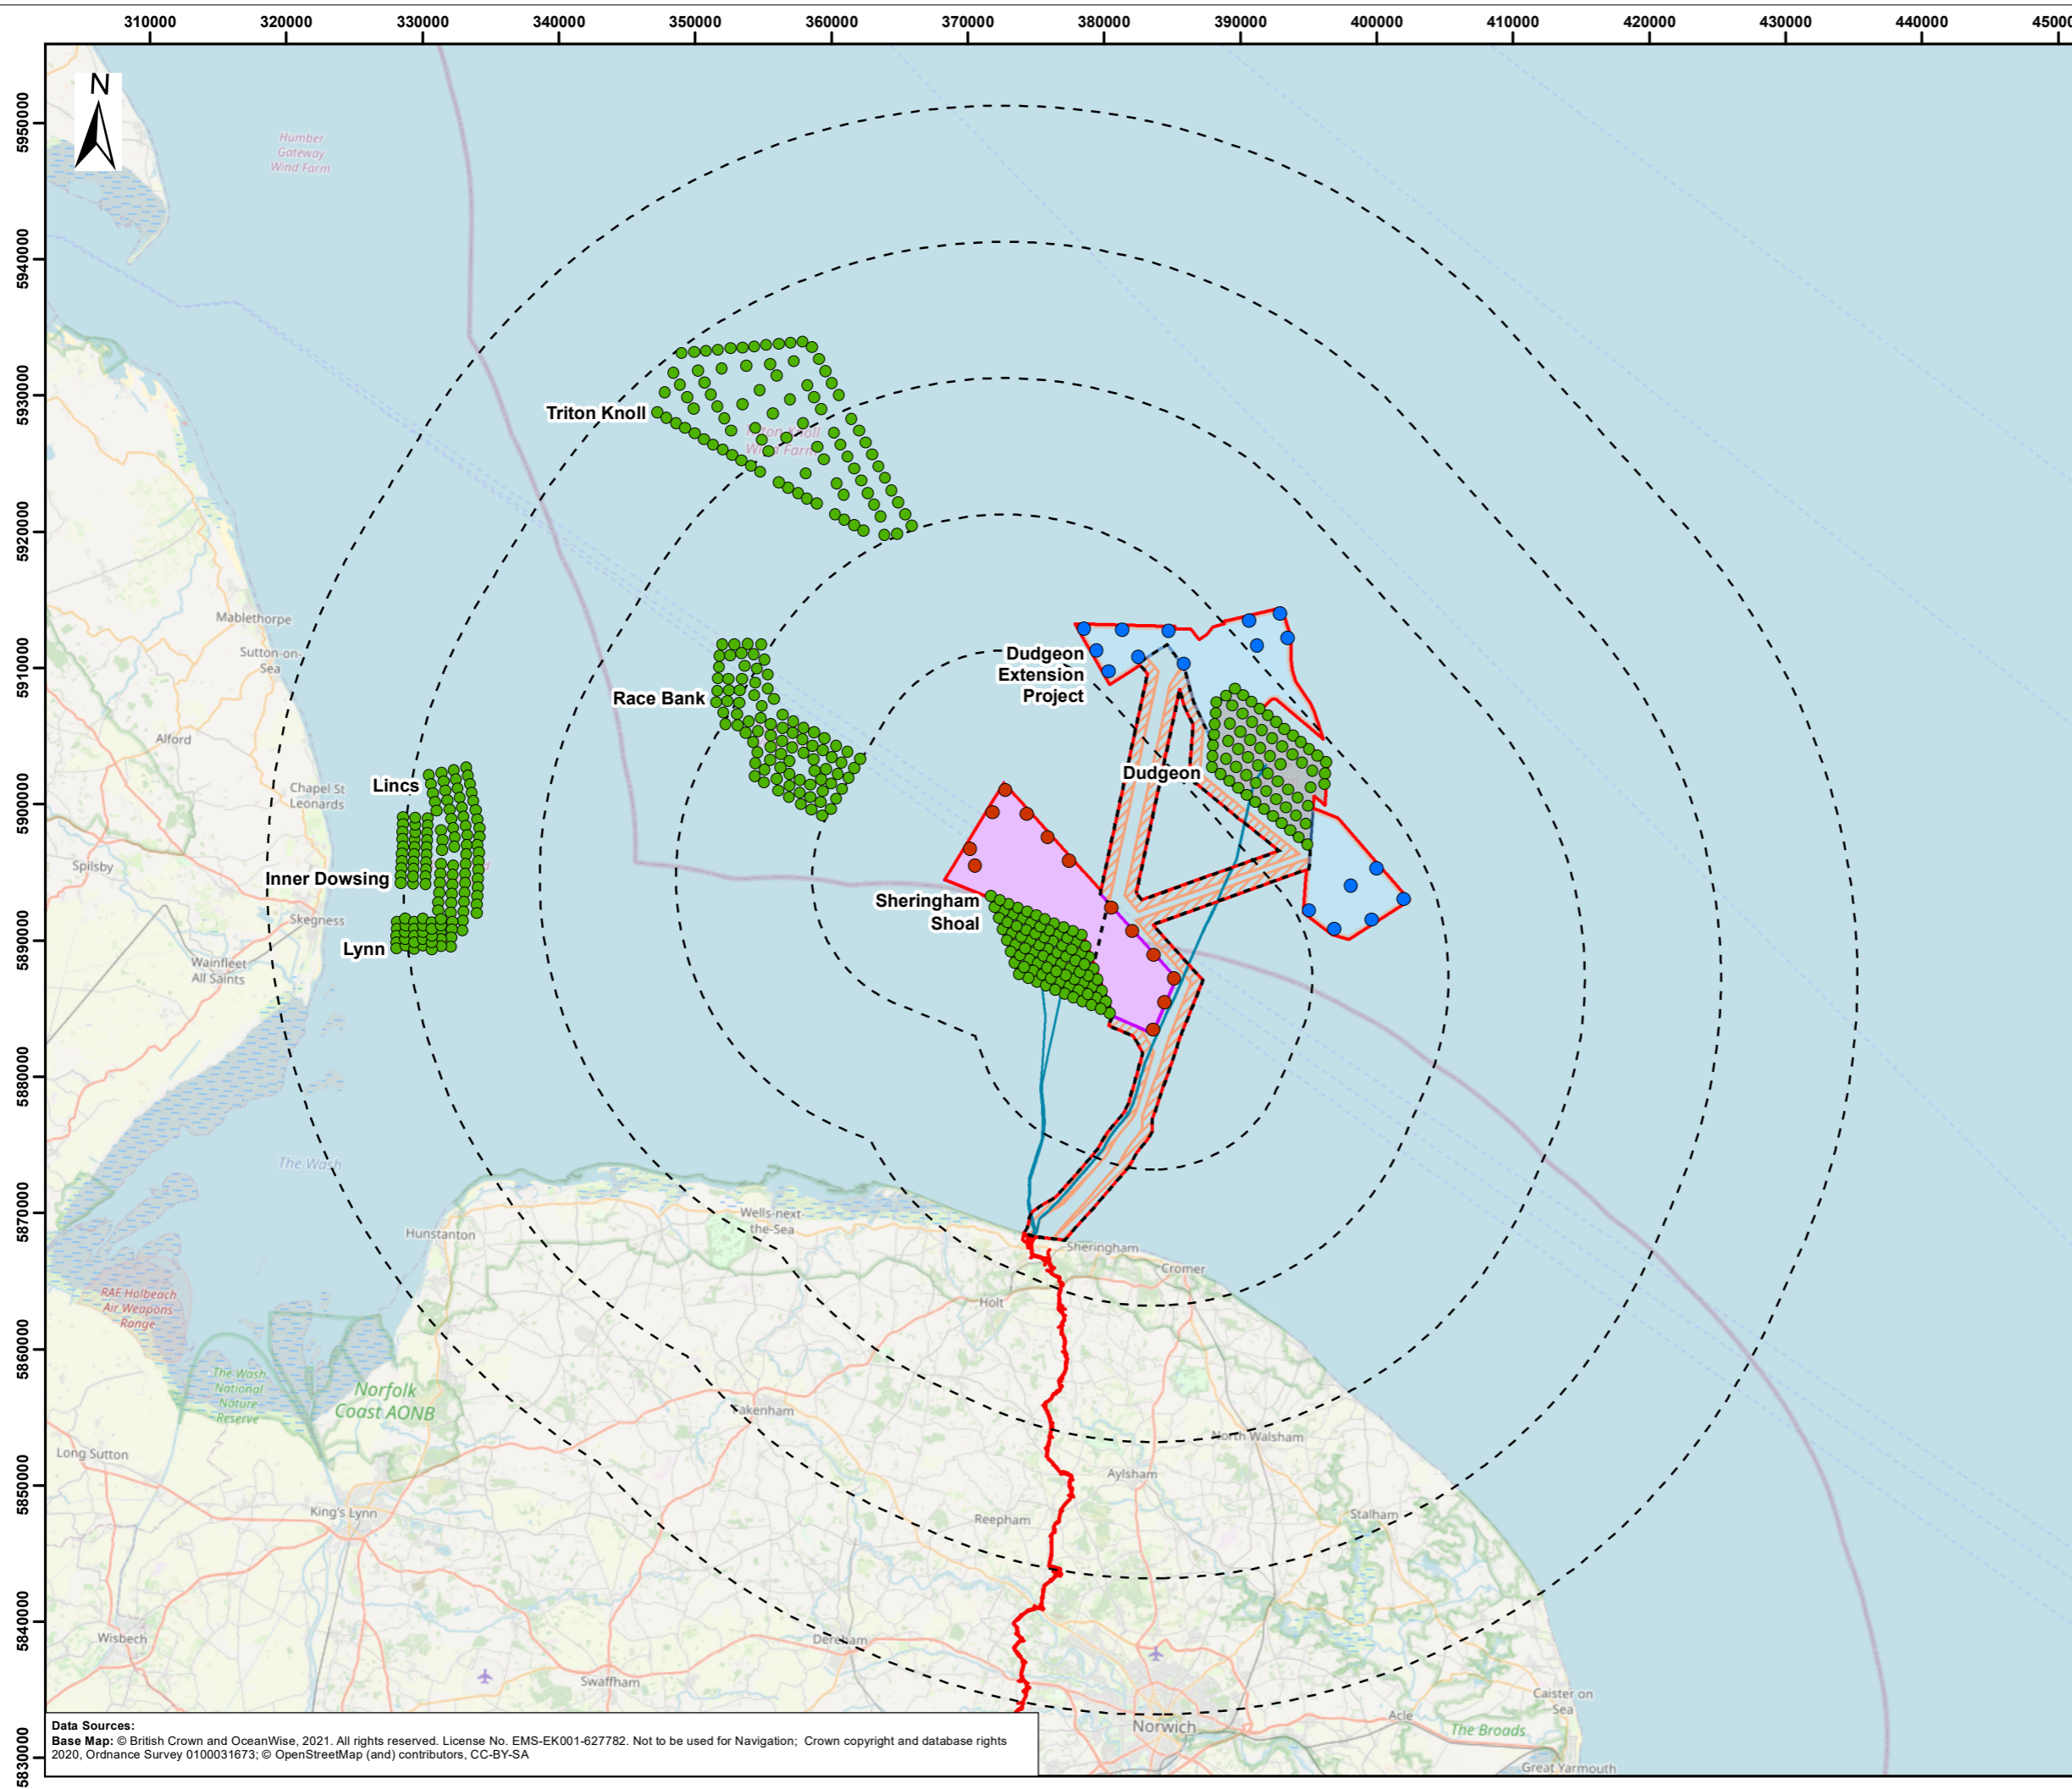 310000 320000 330000 340000 350000 360000 370000 380000 390000 400000 410000 420000 430000 440000
5950000
5940000
5930000
5920000
5910000
5900000
5890000
5880000
5870000
5860000
5850000
5840000
5830000
N
Humber
Gateway
Wind Farm
Triton Knoll
Triton Knoll
Wind Farm
Mablethorpe
Sutton-on-
Sea
Dudgeon
Extension
Project
Race Bank
Alford
Dudgeon
Lincs
Chapel St
Leonards
Spilsby
Inner Dowsing
Skegness
Sheringham
Shoal
Lynn
Wainfleet
All Saints
The Wash
Wells-next-
the-Sea
Hunstanton
Sheringham
Cromer
RAF Holbeach
Air Weapons
Range
Holt
The Wash
National
Nature
Reserve
Norfolk
Coast AONB
Fakenham
North Walsham
Long Sutton
Aylsham
King's Lynn
Reepham
Stalham
Wisbech
Dereham
Swaffham
Caister on
Sea
Norwich
Acle
The Broads
Great Yarmouth
Data Sources:
Base Map: © British Crown and OceanWise, 2021. All rights reserved. License No. EMS-EK001-627782. Not to be used for Navigation; Crown copyright and database rights
2020, Ordnance Survey 0100031673; © OpenStreetMap (and) contributors, CC-BY-SA